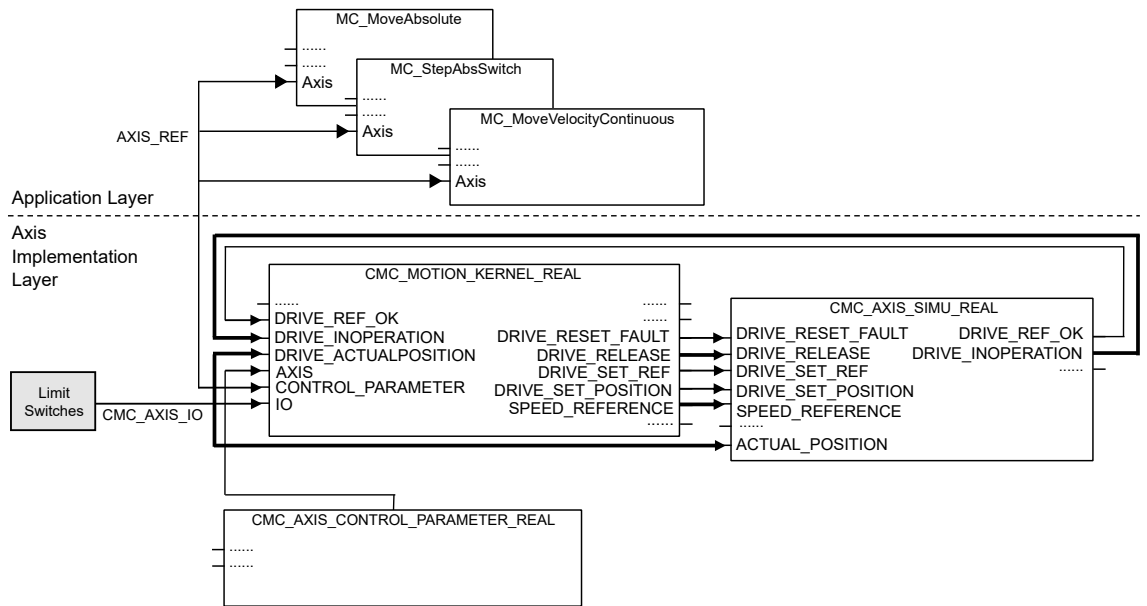 MC_MoveAbsolute
......
......
Axis
MC_StepAbsSwitch
......
......
Axis
MC_MoveVelocityContinuous
......
......
Axis
AXIS_REF
Application Layer
Axis
Implementation
Layer
CMC_MOTION_KERNEL_REAL
......
DRIVE_REF_OK
DRIVE_INOPERATION
DRIVE_ACTUALPOSITION
AXIS
CONTROL_PARAMETER
IO
......
......
DRIVE_RESET_FAULT
DRIVE_RELEASE
DRIVE_SET_REF
DRIVE_SET_POSITION
SPEED_REFERENCE
......
CMC_AXIS_SIMU_REAL
DRIVE_RESET_FAULT
DRIVE_RELEASE
DRIVE_SET_REF
DRIVE_SET_POSITION
SPEED_REFERENCE
......
ACTUAL_POSITION
DRIVE_REF_OK
DRIVE_INOPERATION
......
Limit
Switches
CMC_AXIS_IO
CMC_AXIS_CONTROL_PARAMETER_REAL
......
......